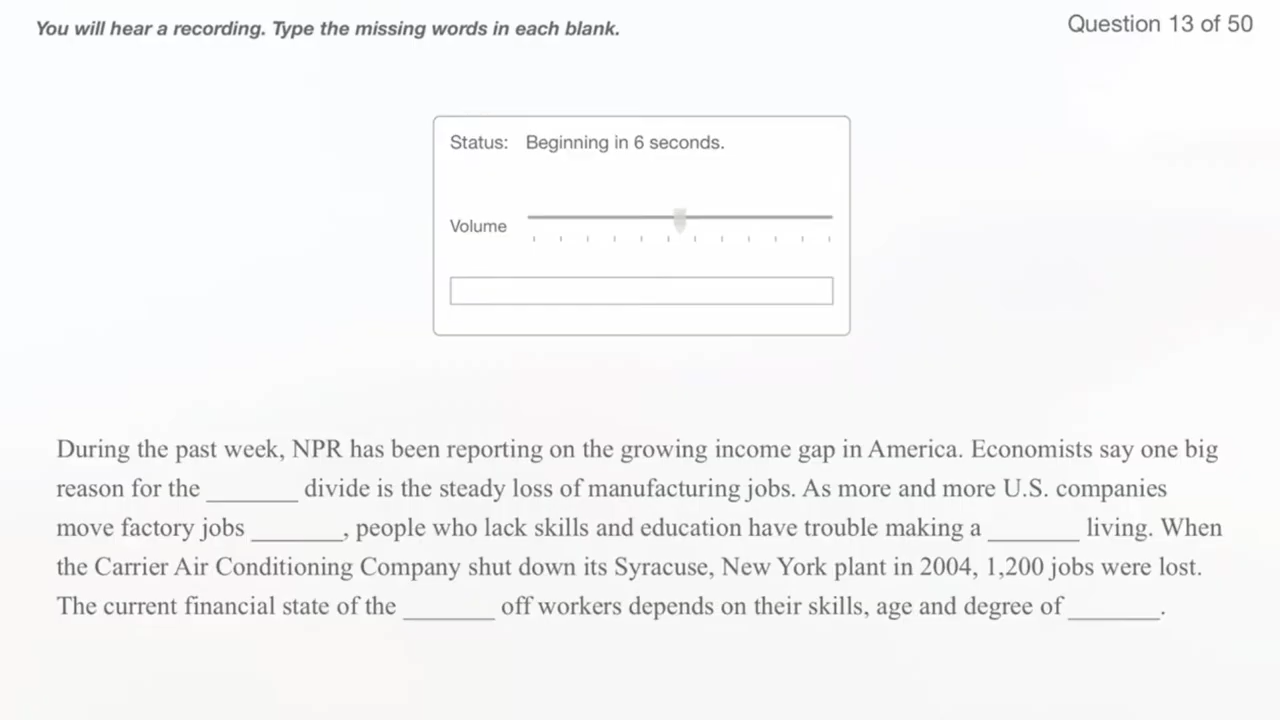 You will hear a recording. Type the missing words in each blank.
Question 13 of 50
Status: Beginning in 6 seconds.
Volume
During the past week, NPR has been reporting on the growing income gap in America. Economists say one big
reason for the _______ divide is the steady loss of manufacturing jobs. As more and more U.S. companies
move factory jobs _______, people who lack skills and education have trouble making a _______ living. When
the Carrier Air Conditioning Company shut down its Syracuse, New York plant in 2004, 1,200 jobs were lost.
The current financial state of the _______ off workers depends on their skills, age and degree of _______.